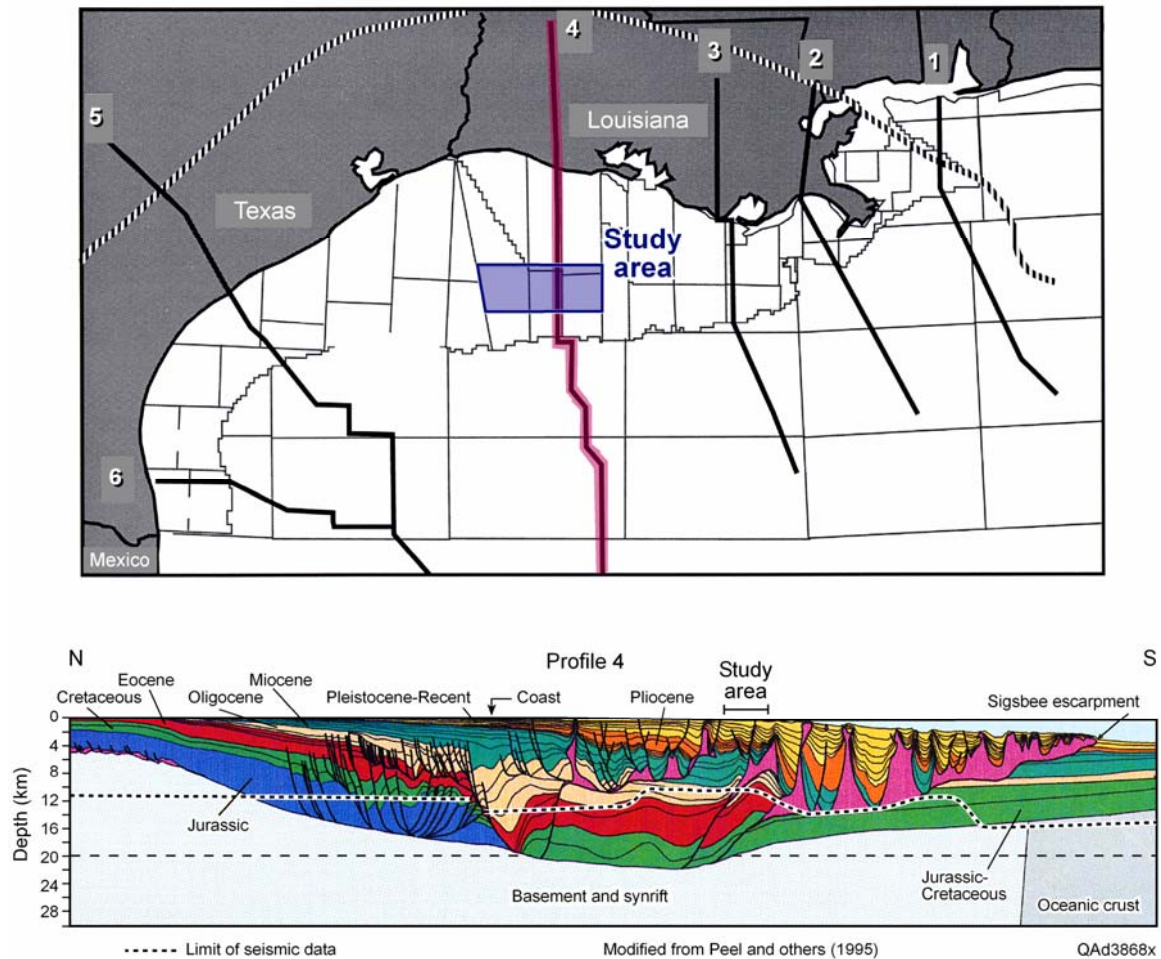 4
3
2
1
5
Louisiana
Texas
Study
area
6
Mexico
N
Profile 4
S
Study
area
Miocene
Eocene
Pleistocene-Recent
Coast
Pliocene
Cretaceous
Oligocene
Sigsbee escarpment
0
4
8
12
16
20
22
24
28
Depth (km)
Jurassic
Jurassic-
Cretaceous
Basement and synrift
Oceanic crust
Limit of seismic data
Modified from Peel and others (1995)
QAd3868x